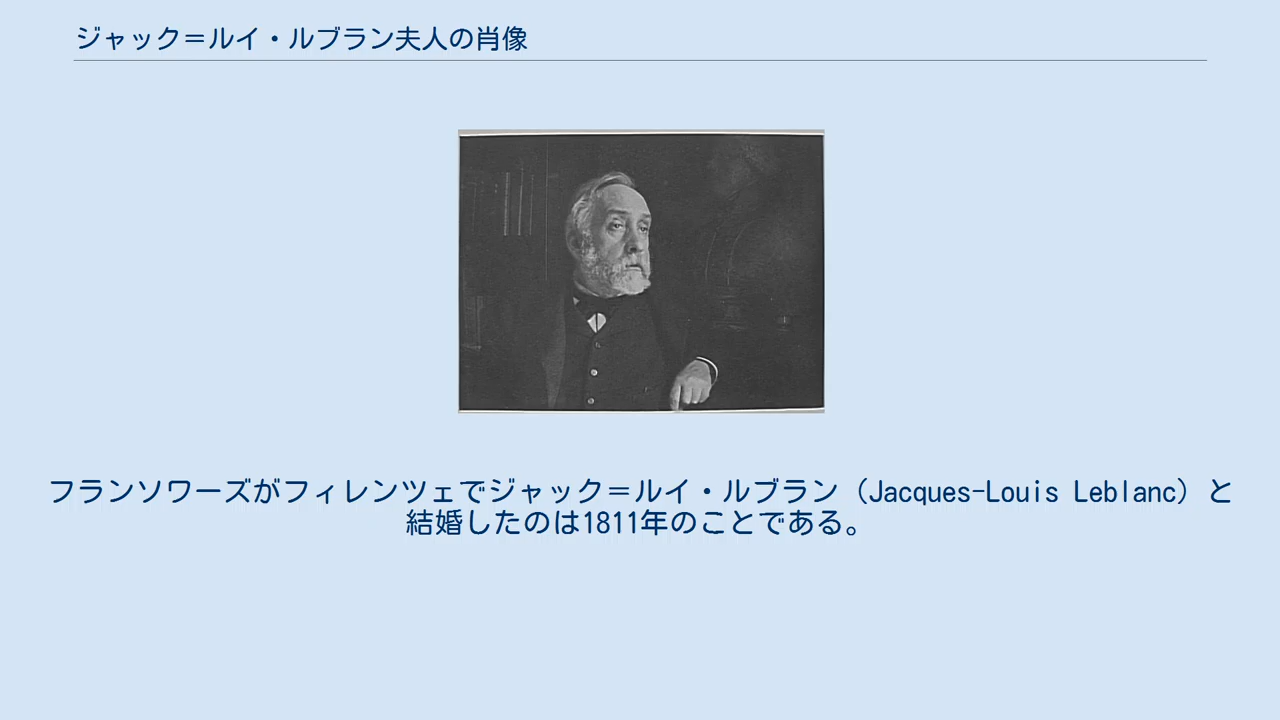 ジャック＝ルイ・ルブラン夫人の肖像
フランソワーズがフィレンツェでジャック＝ルイ・ルブラン（Jacques-Louis Leblanc）と
結婚したのは1811年のことである。